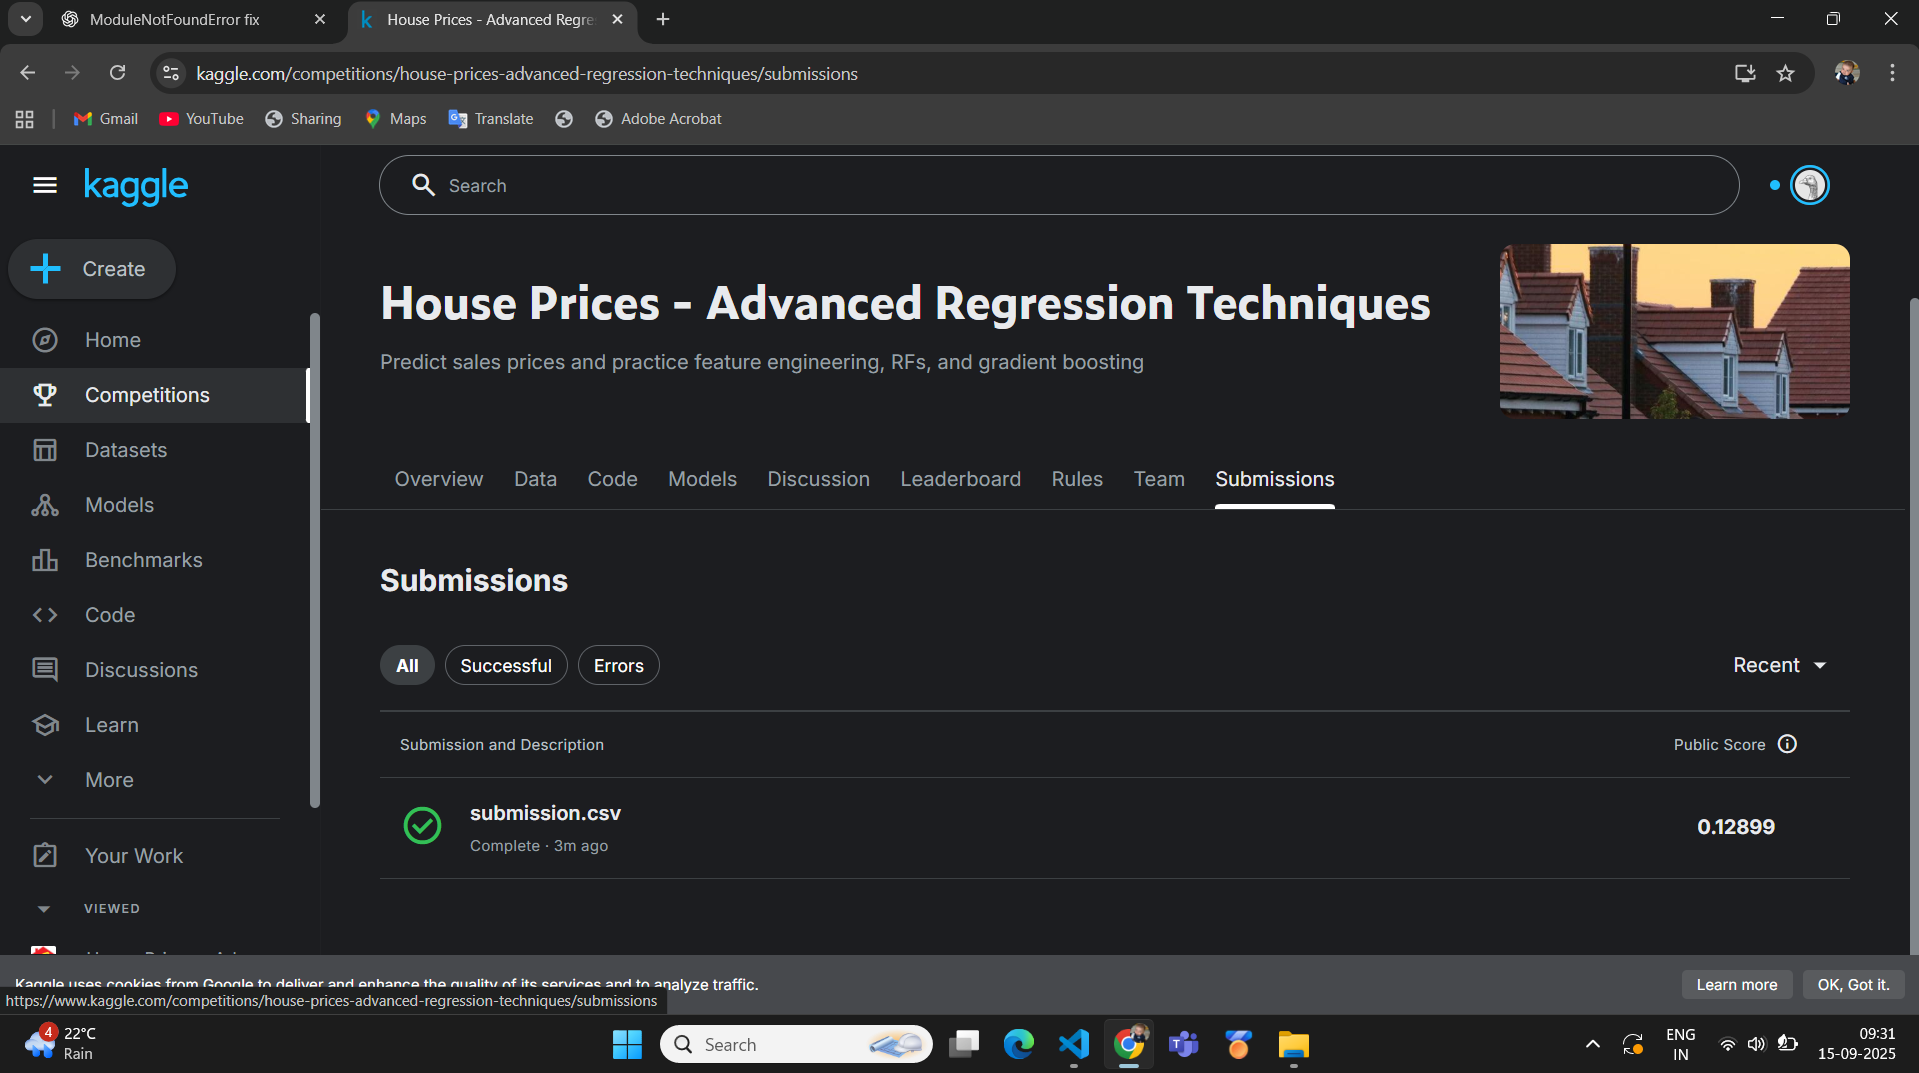 ModuleNotFoundError fix
House Prices - Advanced Regre
kaggle.com/competitions/house-prices-advanced-regression-techniques/submissions
Gmail
YouTube
Sharing
Maps
Translate
Adobe Acrobat
kaggle
Search
Create
Home
Competitions
Datasets
Models
Benchmarks
Code
Discussions
Learn
More
Your Work
VIEWED
House Prices - Advanced Regression Techniques
Predict sales prices and practice feature engineering, RFs, and gradient boosting
Overview
Data
Code
Models
Discussion
Leaderboard
Rules
Team
Submissions
Submissions
All
Successful
Errors
Recent
Submission and Description
Public Score
submission.csv
Complete · 3m ago
0.12899
Kaggle uses cookies from Google to deliver and enhance the quality of its services and to analyze traffic.
Learn more
OK, Got it.
https://www.kaggle.com/competitions/house-prices-advanced-regression-techniques/submissions
4
22°C
Rain
Search
T
ENG
IN
09:31
15-09-2025